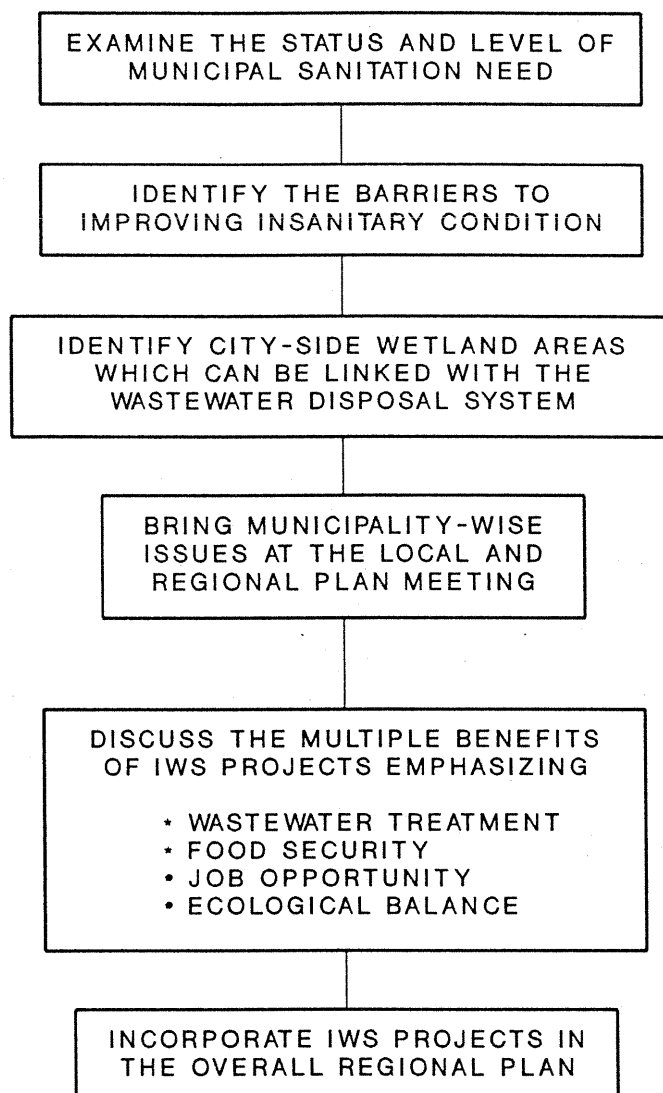 EXAMINE THE STATUS AND LEVEL OF
MUNICIPAL SANITATION NEED
IDENTIFY THE BARRIERS TO
IMPROVING INSANITARY CONDITION
IDENTIFY CITY-SIDE WETLAND AREAS
WHICH CAN BE LINKED WITH THE
WASTEWATER DISPOSAL SYSTEM
BRING MUNICIPALITY-WISE
ISSUES AT THE LOCAL AND
REGIONAL PLAN MEETING
DISCUSS THE MULTIPLE BENEFITS
OF IWS PROJECTS EMPHASIZING
* WASTEWATER TREATMENT
* FOOD SECURITY
• JOB OPPORTUNITY
• ECOLOGICAL BALANCE
INCORPORATE IWS PROJECTS IN
THE OVERALL REGIONAL PLAN